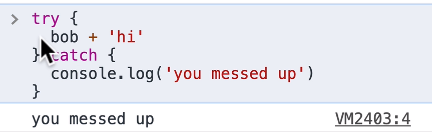 > try {
bob + 'hi'
} catch {
console.log('you messed up')
}
you messed up VM2403:4